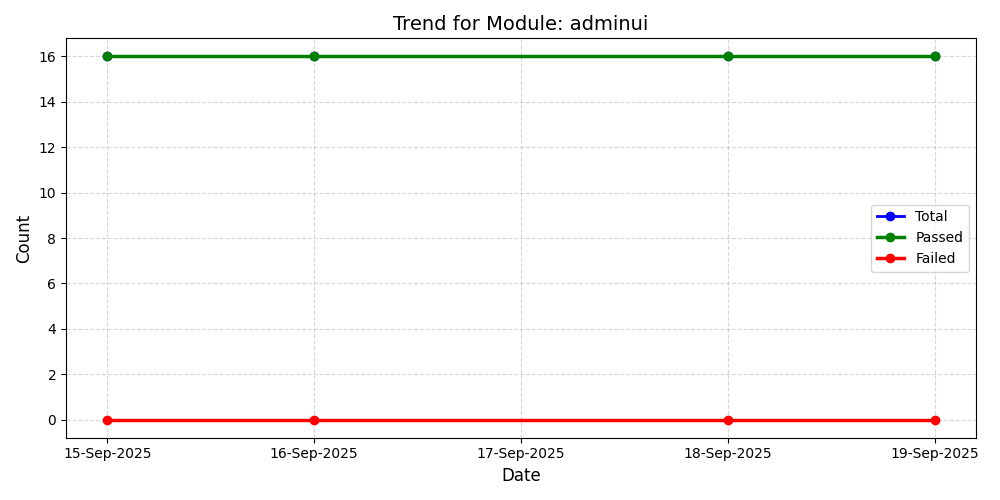 Trend for Module: adminui
16
14
12
10
8
6
4
2
0
Count
Total
Passed
Failed
15-Sep-2025 16-Sep-2025 17-Sep-2025 18-Sep-2025 19-Sep-2025
Date